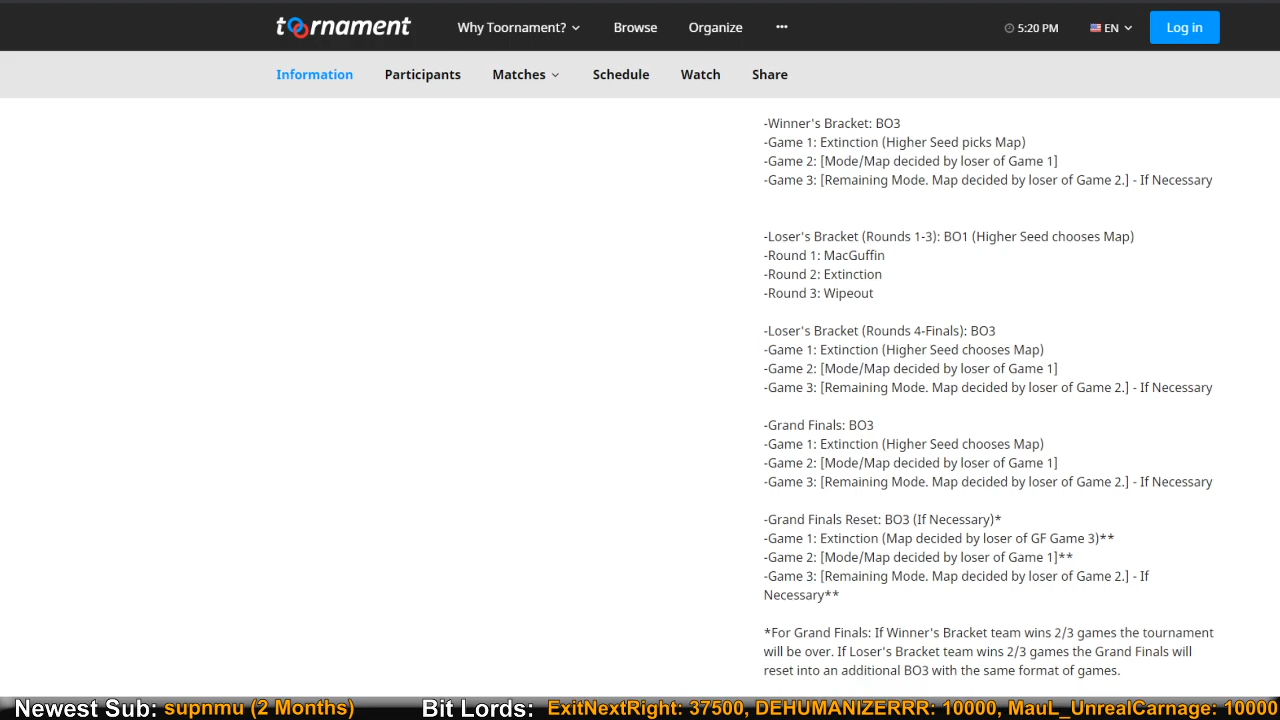 toornament
Why Toornament?
Browse
Organize
•••
5:20 PM
EN
Log in
Information
Participants
Matches
Schedule
Watch
Share
-Winner's Bracket: BO3
-Game 1: Extinction (Higher Seed picks Map)
-Game 2: [Mode/Map decided by loser of Game 1]
-Game 3: [Remaining Mode. Map decided by loser of Game 2.] - If Necessary
-Loser's Bracket (Rounds 1-3): BO1 (Higher Seed chooses Map)
-Round 1: MacGuffin
-Round 2: Extinction
-Round 3: Wipeout
-Loser's Bracket (Rounds 4-Finals): BO3
-Game 1: Extinction (Higher Seed chooses Map)
-Game 2: [Mode/Map decided by loser of Game 1]
-Game 3: [Remaining Mode. Map decided by loser of Game 2.] - If Necessary
-Grand Finals: BO3
-Game 1: Extinction (Higher Seed chooses Map)
-Game 2: [Mode/Map decided by loser of Game 1]
-Game 3: [Remaining Mode. Map decided by loser of Game 2.] - If Necessary
-Grand Finals Reset: BO3 (If Necessary)*
-Game 1: Extinction (Map decided by loser of GF Game 3)**
-Game 2: [Mode/Map decided by loser of Game 1]**
-Game 3: [Remaining Mode. Map decided by loser of Game 2.] - If
Necessary**
*For Grand Finals: If Winner's Bracket team wins 2/3 games the tournament
will be over. If Loser's Bracket team wins 2/3 games the Grand Finals will
reset into an additional BO3 with the same format of games.
Newest Sub: supnmu (2 Months)
Bit Lords: ExitNextRight: 37500, DEHUMANIZERRR: 10000, MauL_UnrealCarnage: 10000